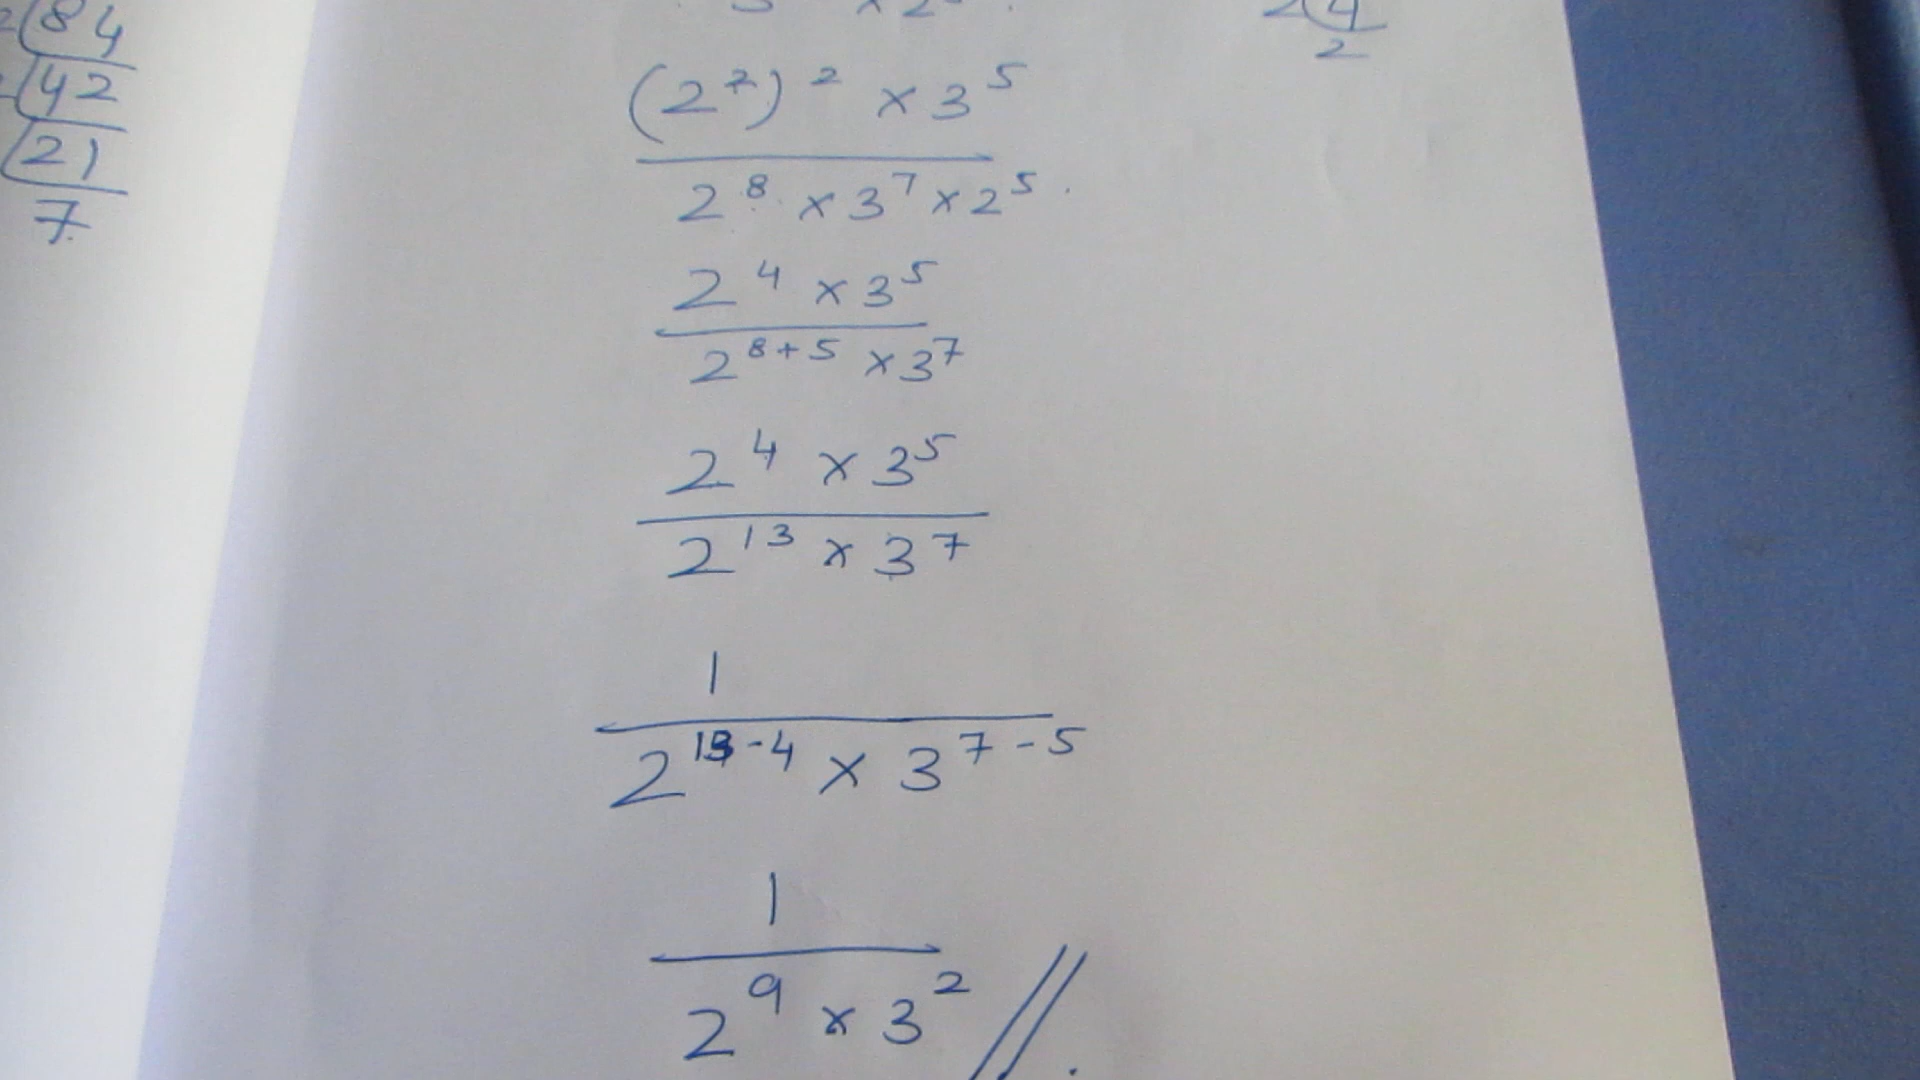 84
42
21
7
2(4
2
(2²)² × 3⁵
2⁸ × 3⁷ × 2⁵.
2⁴ × 3⁵
2⁸⁺⁵ × 3⁷
2⁴ × 3⁵
2¹³ × 3⁷
1
2¹³⁻⁴ × 3⁷⁻⁵
1
2⁹ × 3² //.